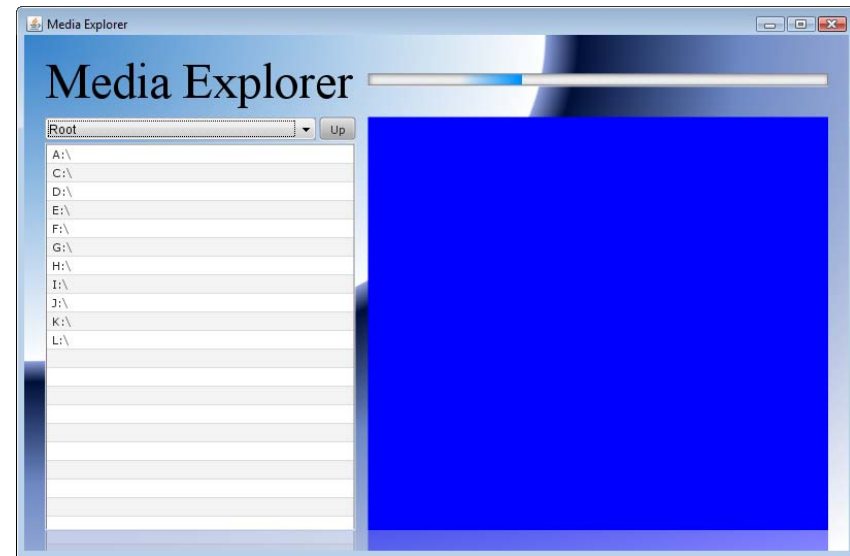 Media Explorer
Media Explorer
Root
Up
A:\
C:\
D:\
E:\
F:\
G:\
H:\
I:\
J:\
K:\
L:\